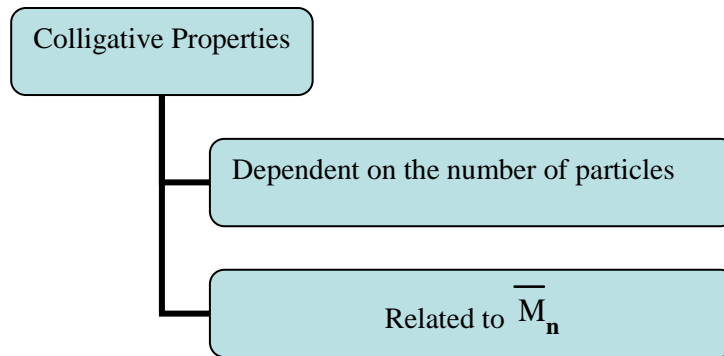 Colligative Properties
Dependent on the number of particles
Related to M̅n